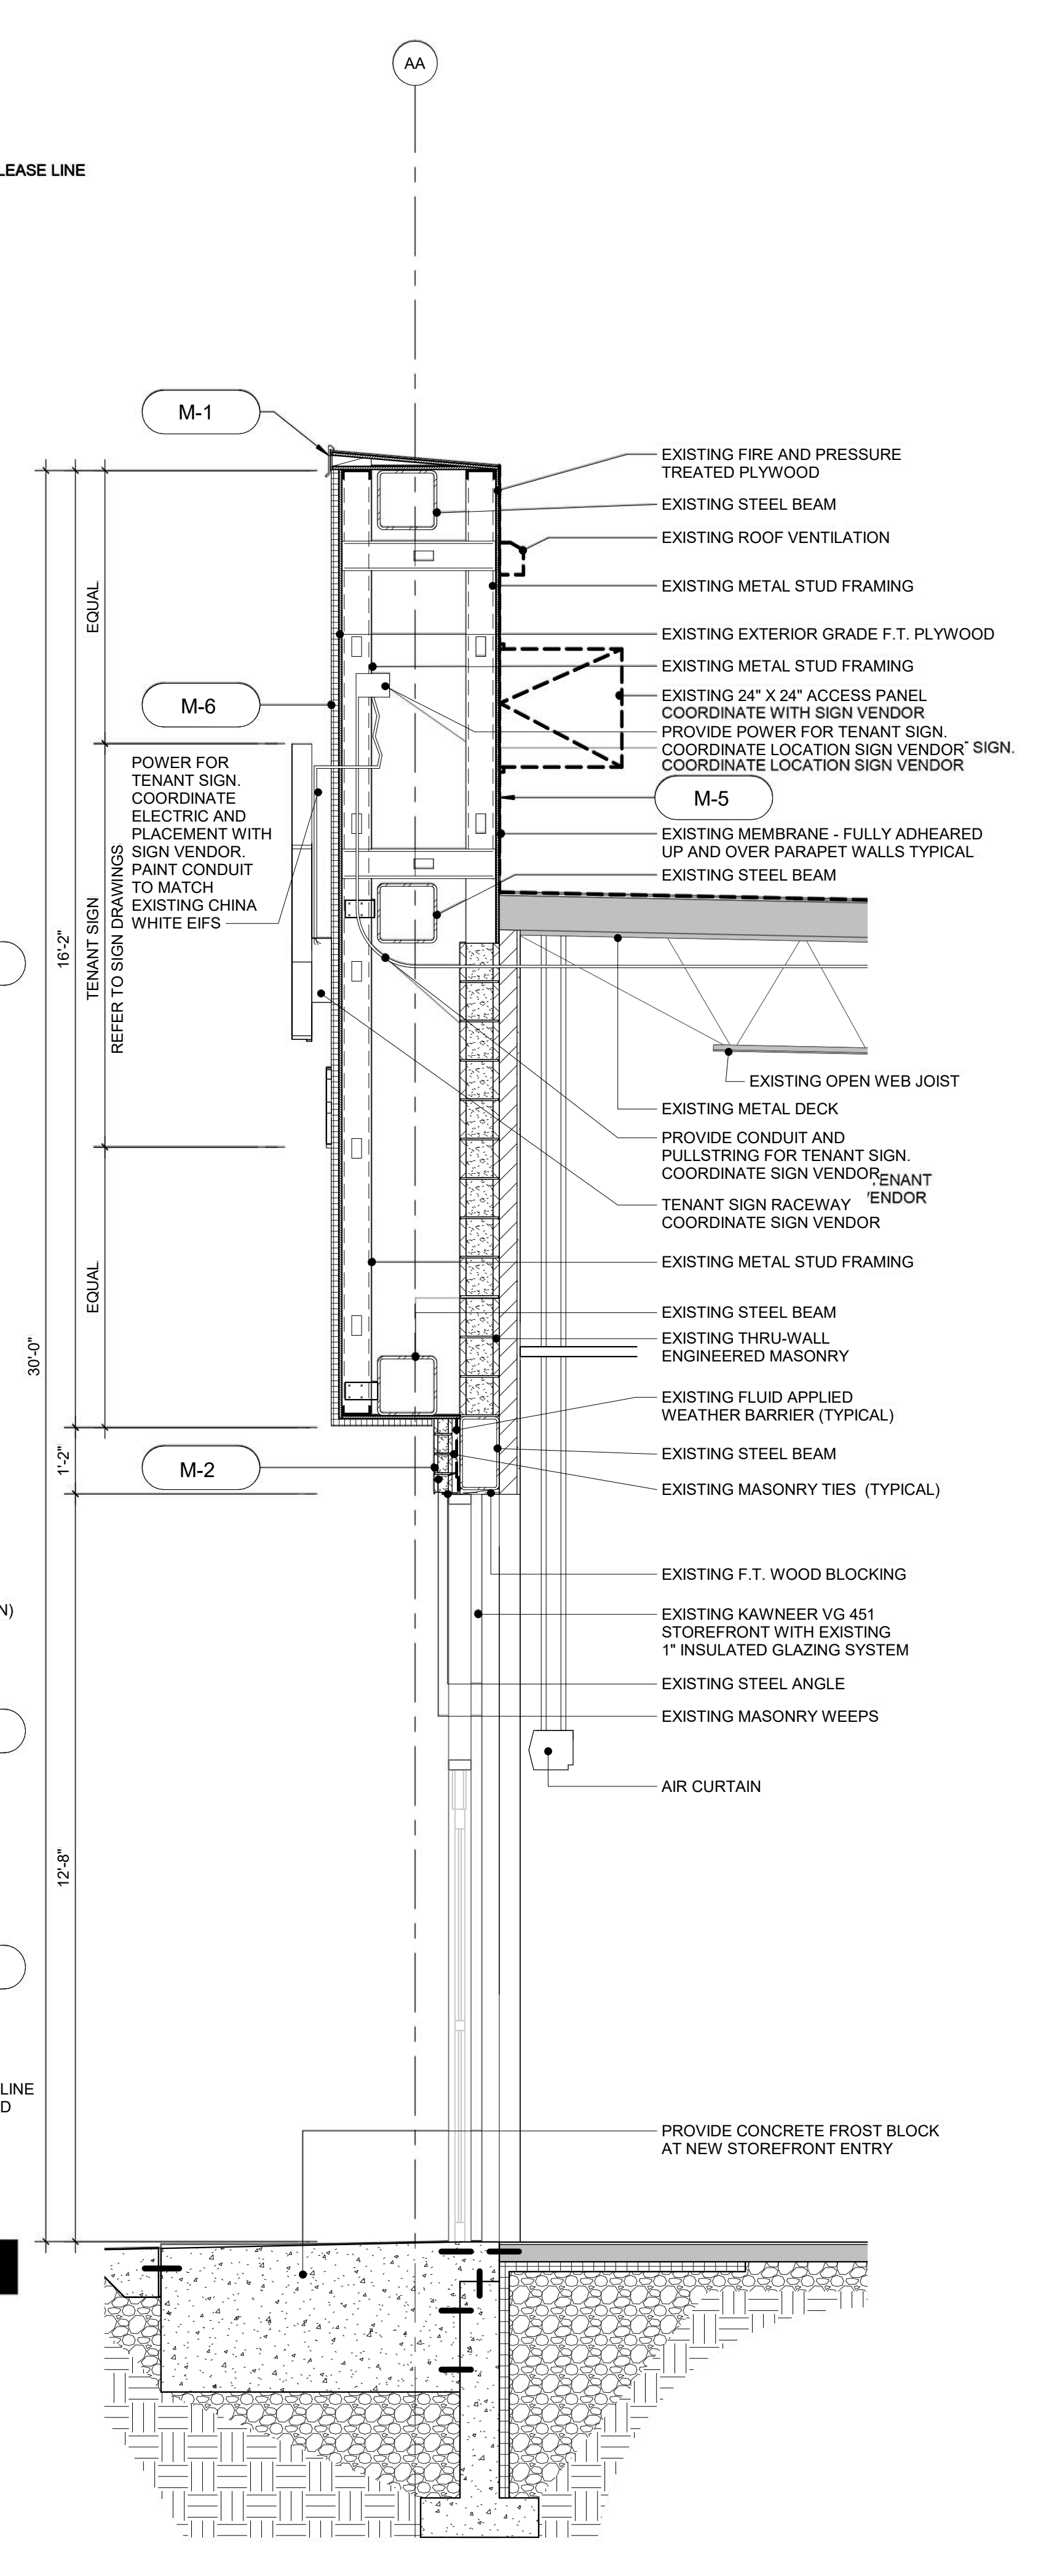 AA
LEASE LINE
M-1
EXISTING FIRE AND PRESSURE
TREATED PLYWOOD
EXISTING STEEL BEAM
EXISTING ROOF VENTILATION
EXISTING METAL STUD FRAMING
EQUAL
EXISTING EXTERIOR GRADE F.T. PLYWOOD
EXISTING METAL STUD FRAMING
M-6
EXISTING 24" X 24" ACCESS PANEL
COORDINATE WITH SIGN VENDOR
PROVIDE POWER FOR TENANT SIGN.
COORDINATE LOCATION SIGN VENDOR
SIGN.
COORDINATE LOCATION SIGN VENDOR
POWER FOR
TENANT SIGN.
COORDINATE
ELECTRIC AND
PLACEMENT WITH
SIGN VENDOR.
PAINT CONDUIT
TO MATCH
EXISTING CHINA
WHITE EIFS
M-5
EXISTING MEMBRANE - FULLY ADHEARED
UP AND OVER PARAPET WALLS TYPICAL
EXISTING STEEL BEAM
16'-2"
TENANT SIGN
REFER TO SIGN DRAWINGS
EXISTING OPEN WEB JOIST
EXISTING METAL DECK
PROVIDE CONDUIT AND
PULLSTRING FOR TENANT SIGN.
COORDINATE SIGN VENDOR
TENANT
VENDOR
TENANT SIGN RACEWAY
COORDINATE SIGN VENDOR
EXISTING METAL STUD FRAMING
EQUAL
EXISTING STEEL BEAM
30'-0"
EXISTING THRU-WALL
ENGINEERED MASONRY
EXISTING FLUID APPLIED
WEATHER BARRIER (TYPICAL)
EXISTING STEEL BEAM
1'-2"
M-2
EXISTING MASONRY TIES (TYPICAL)
EXISTING F.T. WOOD BLOCKING
N)
EXISTING KAWNEER VG 451
STOREFRONT WITH EXISTING
1" INSULATED GLAZING SYSTEM
EXISTING STEEL ANGLE
EXISTING MASONRY WEEPS
AIR CURTAIN
12'-8"
LINE
D
PROVIDE CONCRETE FROST BLOCK
AT NEW STOREFRONT ENTRY